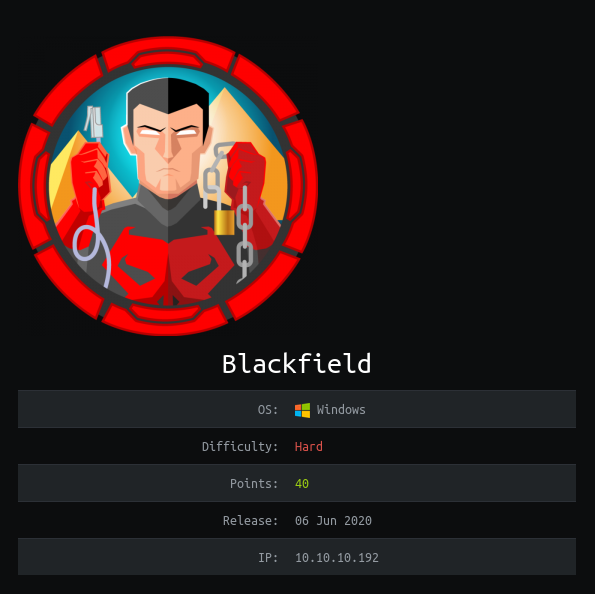 Blackfield
OS: Windows
Difficulty: Hard
Points: 40
Release: 06 Jun 2020
IP: 10.10.10.192